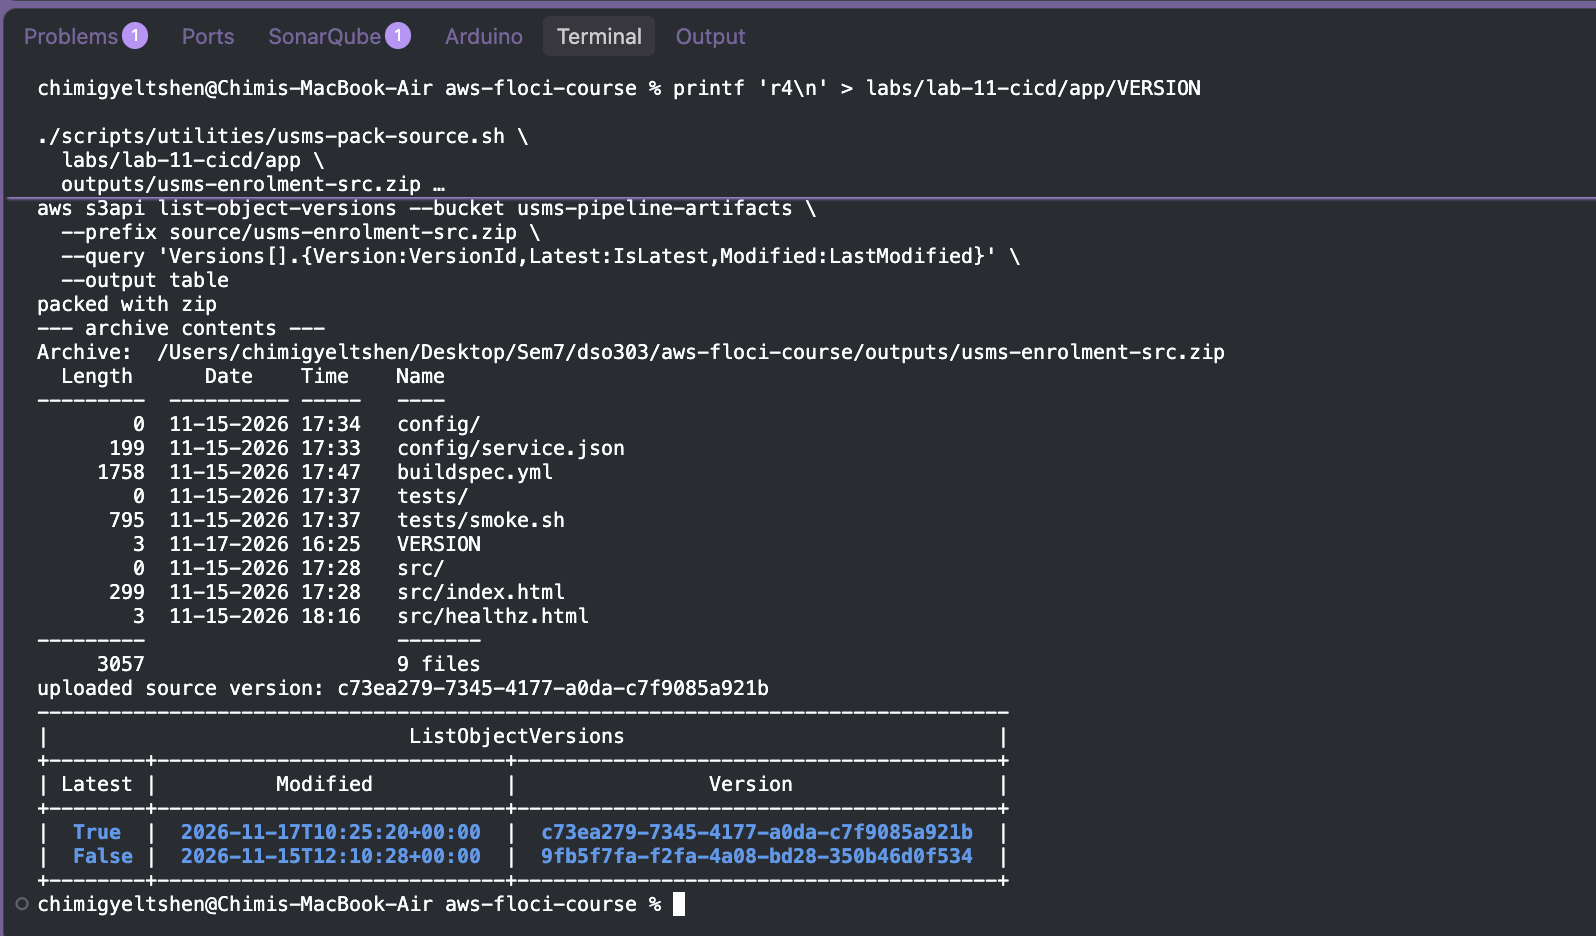 Problems 1 Ports SonarQube 1 Arduino Terminal Output
chimigyeltshen@Chimis-MacBook-Air aws-floci-course % printf 'r4\n' > labs/lab-11-cicd/app/VERSION
./scripts/utilities/usms-pack-source.sh \
  labs/lab-11-cicd/app \
  outputs/usms-enrolment-src.zip …
aws s3api list-object-versions --bucket usms-pipeline-artifacts \
  --prefix source/usms-enrolment-src.zip \
  --query 'Versions[].{Version:VersionId,Latest:IsLatest,Modified:LastModified}' \
  --output table
packed with zip
--- archive contents ---
Archive:  /Users/chimigyeltshen/Desktop/Sem7/dso303/aws-floci-course/outputs/usms-enrolment-src.zip
  Length      Date    Time    Name
---------  ---------- -----   ----
        0  11-15-2026 17:34   config/
      199  11-15-2026 17:33   config/service.json
     1758  11-15-2026 17:47   buildspec.yml
        0  11-15-2026 17:37   tests/
      795  11-15-2026 17:37   tests/smoke.sh
        3  11-17-2026 16:25   VERSION
        0  11-15-2026 17:28   src/
      299  11-15-2026 17:28   src/index.html
        3  11-15-2026 18:16   src/healthz.html
---------                     -------
     3057                     9 files
uploaded source version: c73ea279-7345-4177-a0da-c7f9085a921b
---------------------------------------------------------------------------------
|                              ListObjectVersions                               |
+--------+-----------------------------+----------------------------------------+
| Latest |          Modified           |                Version                 |
+--------+-----------------------------+----------------------------------------+
|  True  |  2026-11-17T10:25:20+00:00  |  c73ea279-7345-4177-a0da-c7f9085a921b  |
|  False |  2026-11-15T12:10:28+00:00  |  9fb5f7fa-f2fa-4a08-bd28-350b46d0f534  |
+--------+-----------------------------+----------------------------------------+
chimigyeltshen@Chimis-MacBook-Air aws-floci-course %